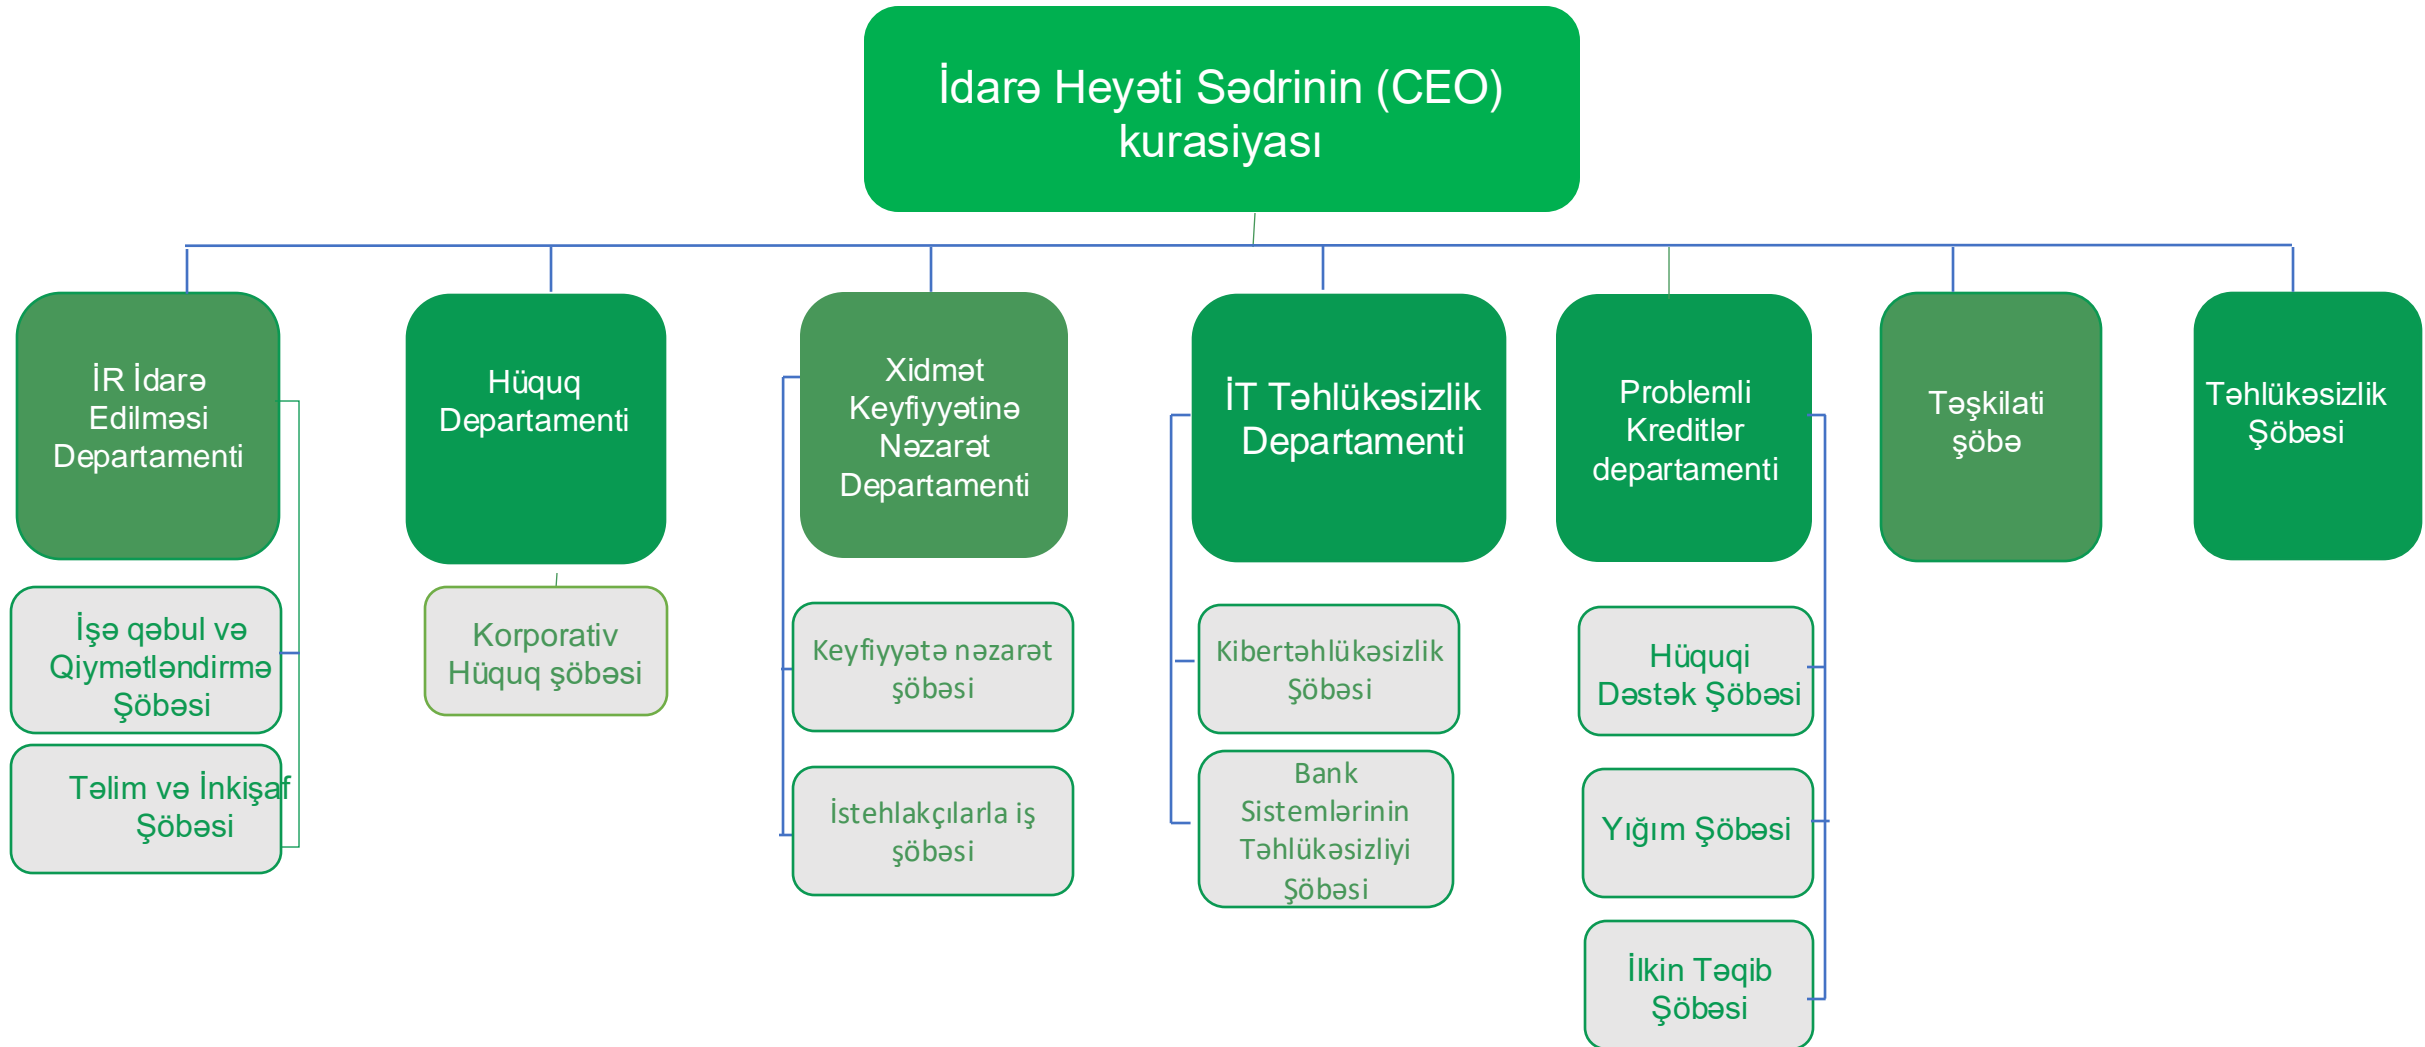 İdarə Heyəti Sədrinin (CEO)
kurasiyası
İR İdarə
Edilməsi
Departamenti
Hüquq
Departamenti
Xidmət
Keyfiyyətinə
Nəzarət
Departamenti
İT Təhlükəsizlik
Departamenti
Problemli
Kreditlər
departamenti
Təşkilati
şöbə
Təhlükəsizlik
Şöbəsi
İşə qəbul və
Qiymətləndirmə
Şöbəsi
Təlim və İnkişaf
Şöbəsi
Korporativ
Hüquq şöbəsi
Keyfiyyətə nəzarət
şöbəsi
İstehlakçılarla iş
şöbəsi
Kibertəhlükəsizlik
Şöbəsi
Bank
Sistemlərinin
Təhlükəsizliyi
Şöbəsi
Hüquqi
Dəstək Şöbəsi
Yığım Şöbəsi
İlkin Təqib
Şöbəsi